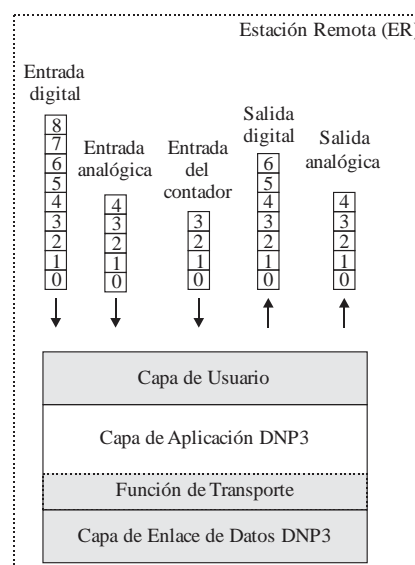 Estación Remota (ER)
Entrada
digital
8
7
6
5
4
3
2
1
0
Entrada
analógica
4
3
2
1
0
Entrada
del
contador
3
2
1
0
Salida
digital
6
5
4
3
2
1
0
Salida
analógica
4
3
2
1
0
Capa de Usuario
Capa de Aplicación DNP3
Función de Transporte
Capa de Enlace de Datos DNP3